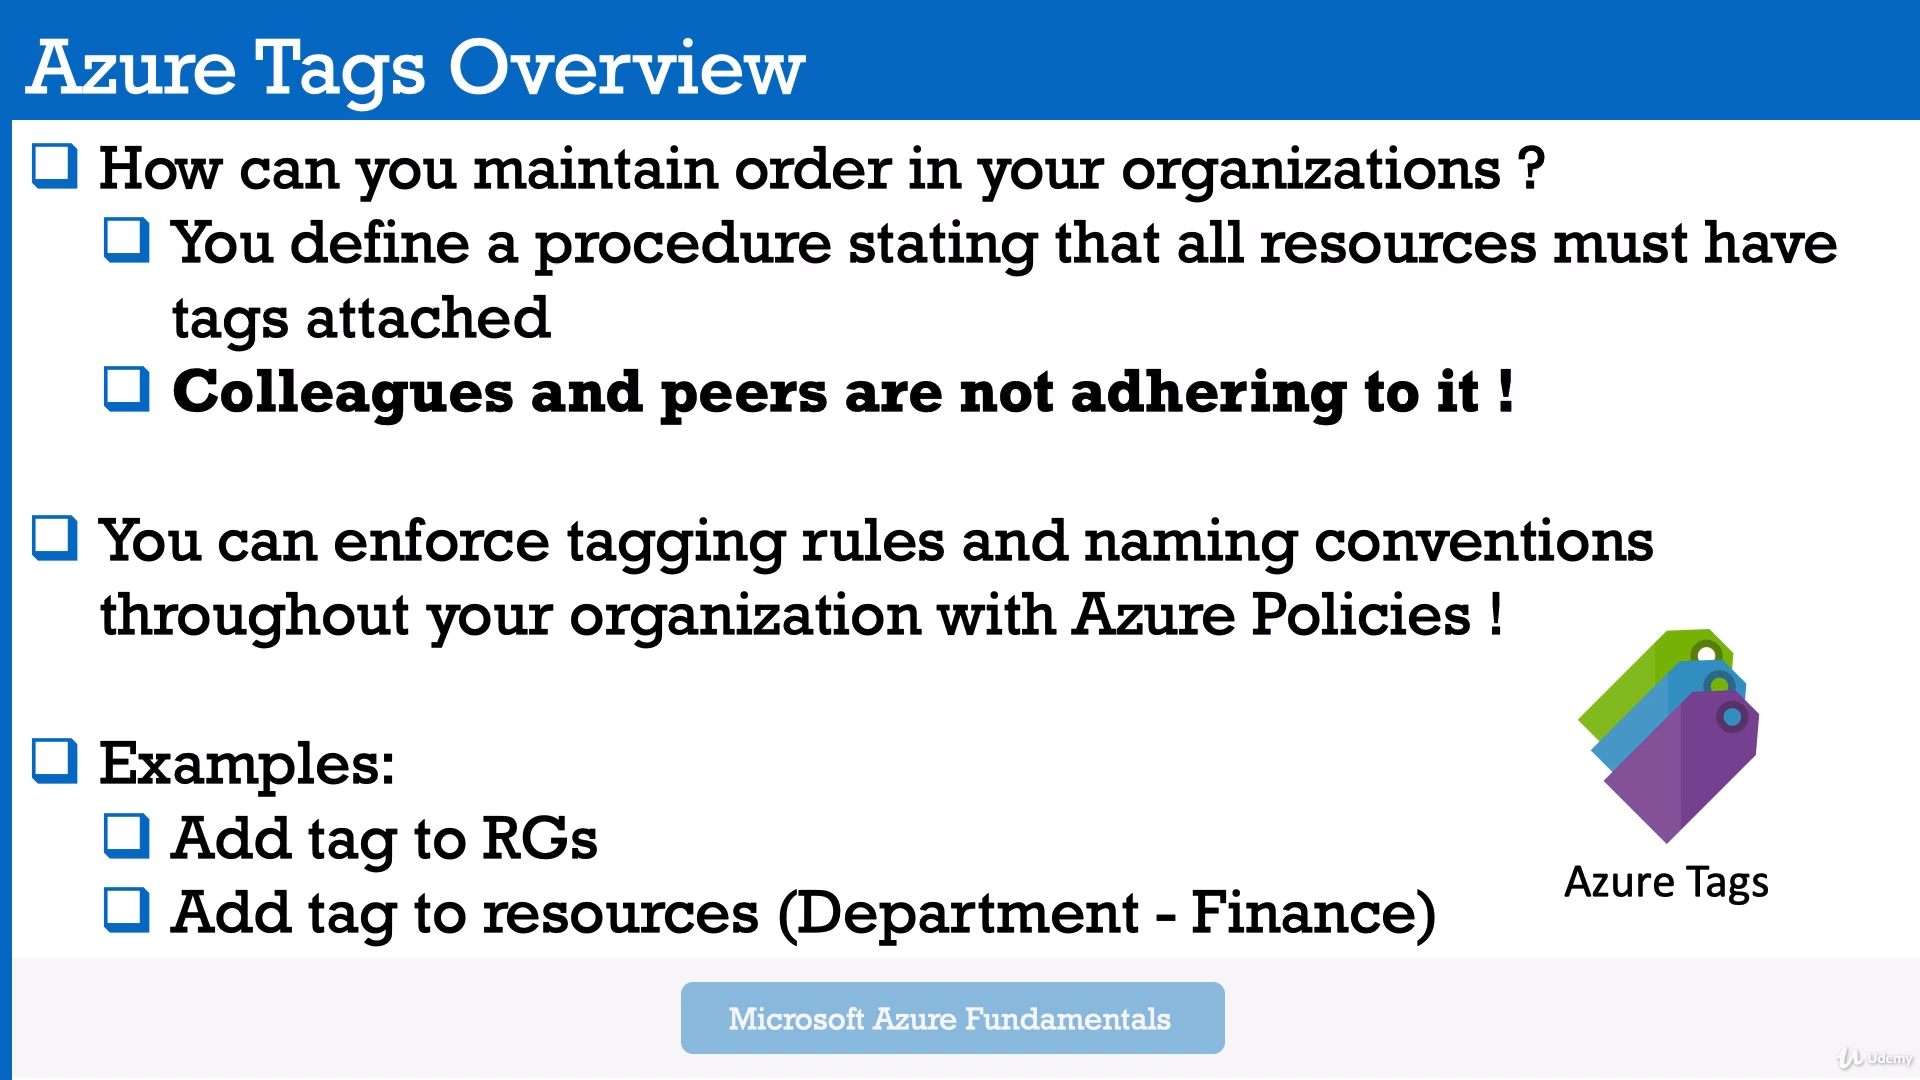 Azure Tags Overview
How can you maintain order in your organizations ?
You define a procedure stating that all resources must have
tags attached
Colleagues and peers are not adhering to it !
You can enforce tagging rules and naming conventions
throughout your organization with Azure Policies !
Examples:
Add tag to RGs
Add tag to resources (Department - Finance)
Azure Tags
Microsoft Azure Fundamentals
Udemy